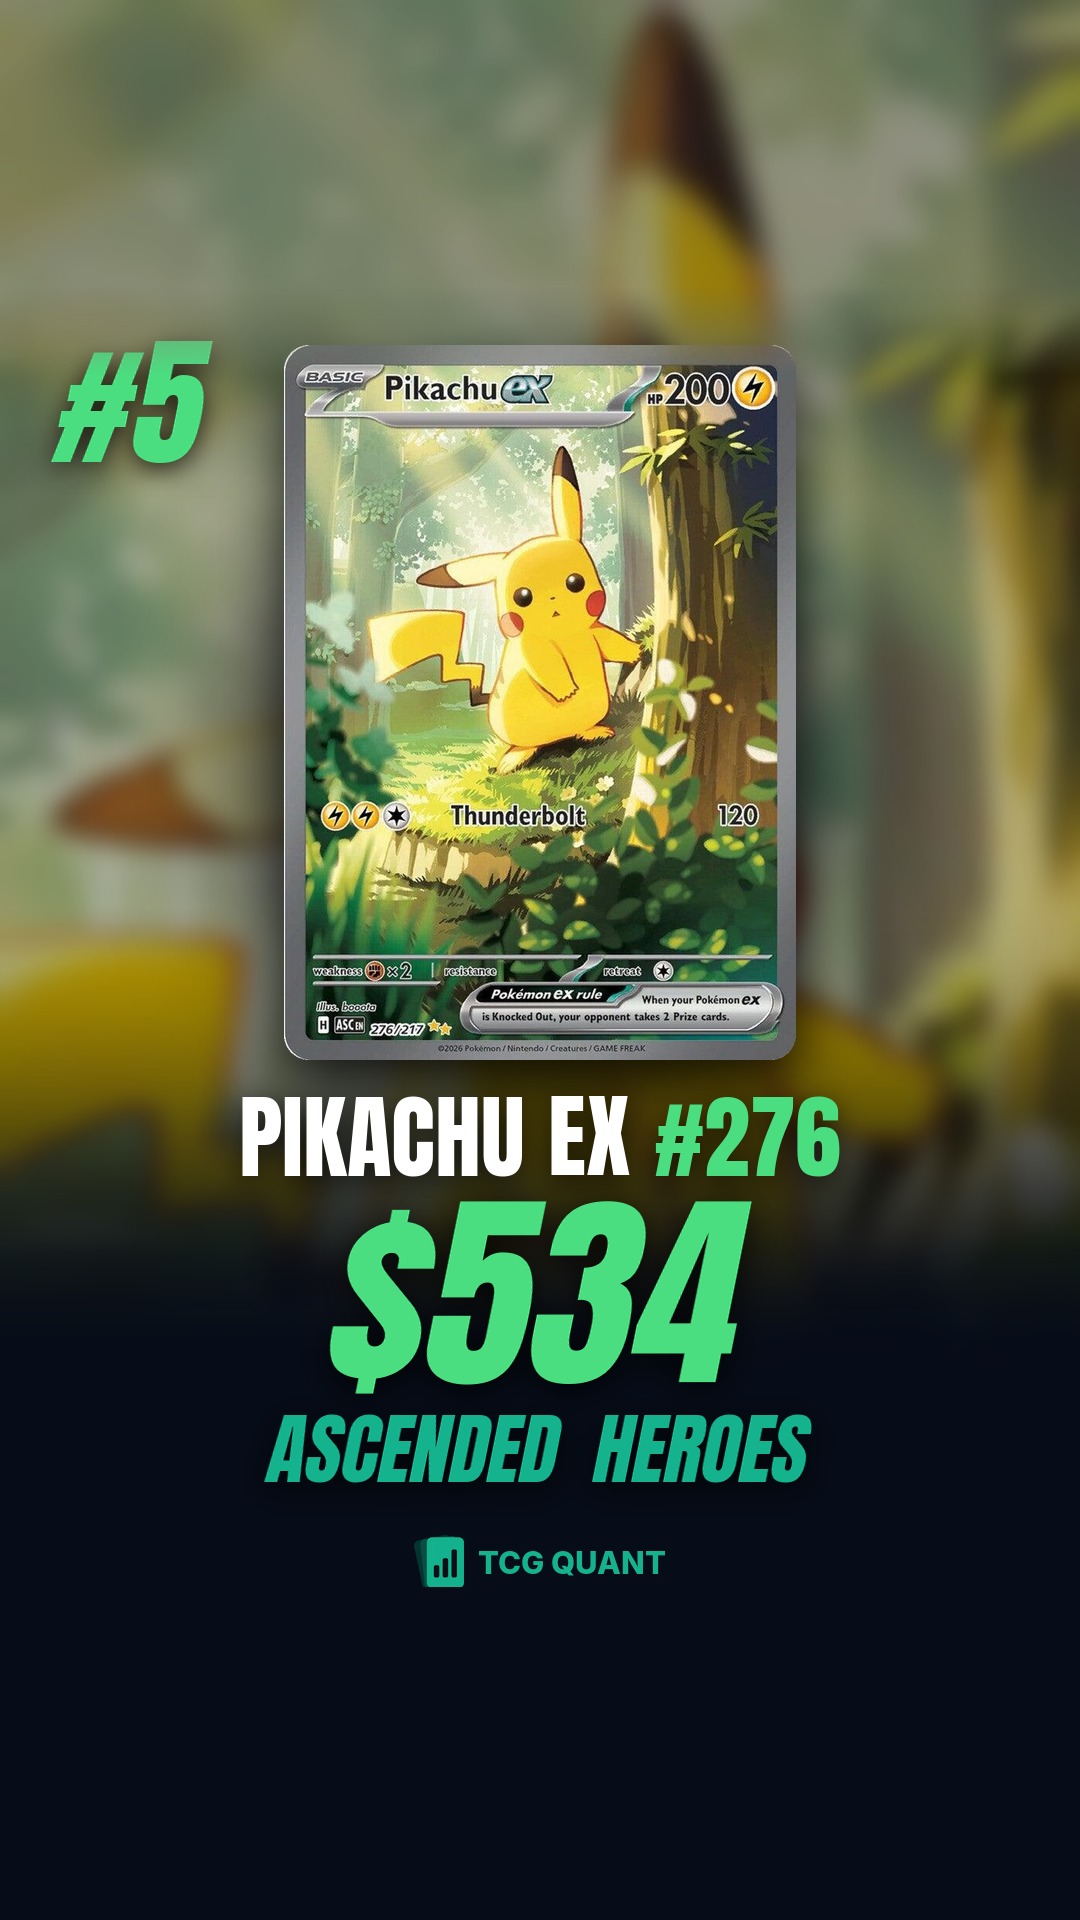 #5
BASIC
Pikachu ex
HP 200
Thunderbolt 120
weakness ×2 resistance retreat
Pokémon ex rule When your Pokémon ex
is Knocked Out, your opponent takes 2 Prize cards.
Illus. booota
H ASC EN 276/217
©2026 Pokémon / Nintendo / Creatures / GAME FREAK
PIKACHU EX #276
$534
ASCENDED HEROES
TCG QUANT